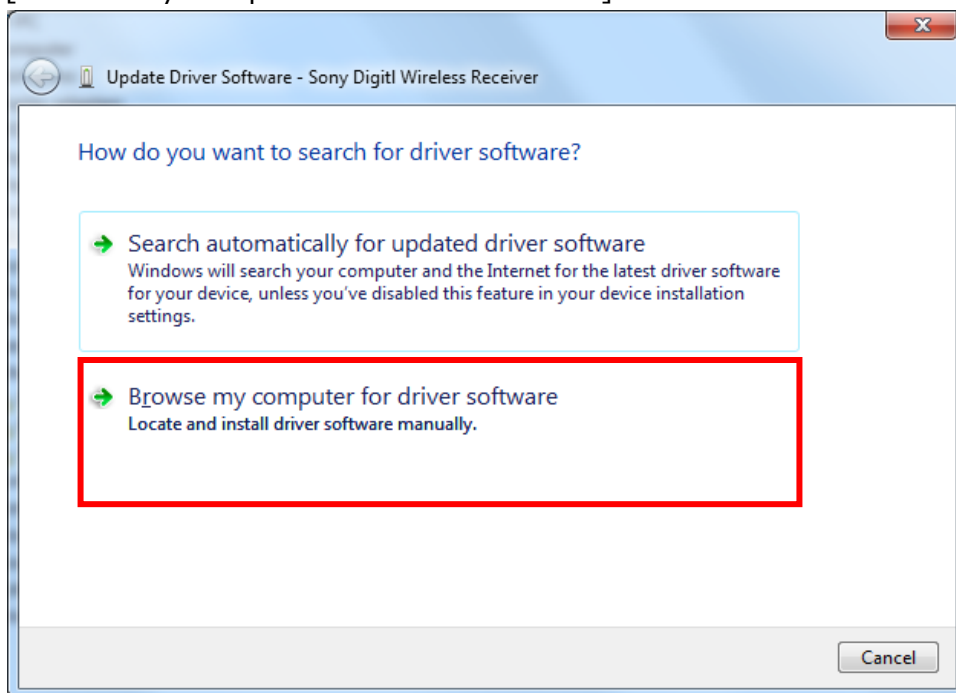 Update Driver Software - Sony Digitl Wireless Receiver
How do you want to search for driver software?
Search automatically for updated driver software
Windows will search your computer and the Internet for the latest driver software
for your device, unless you've disabled this feature in your device installation
settings.
Browse my computer for driver software
Locate and install driver software manually.
Cancel